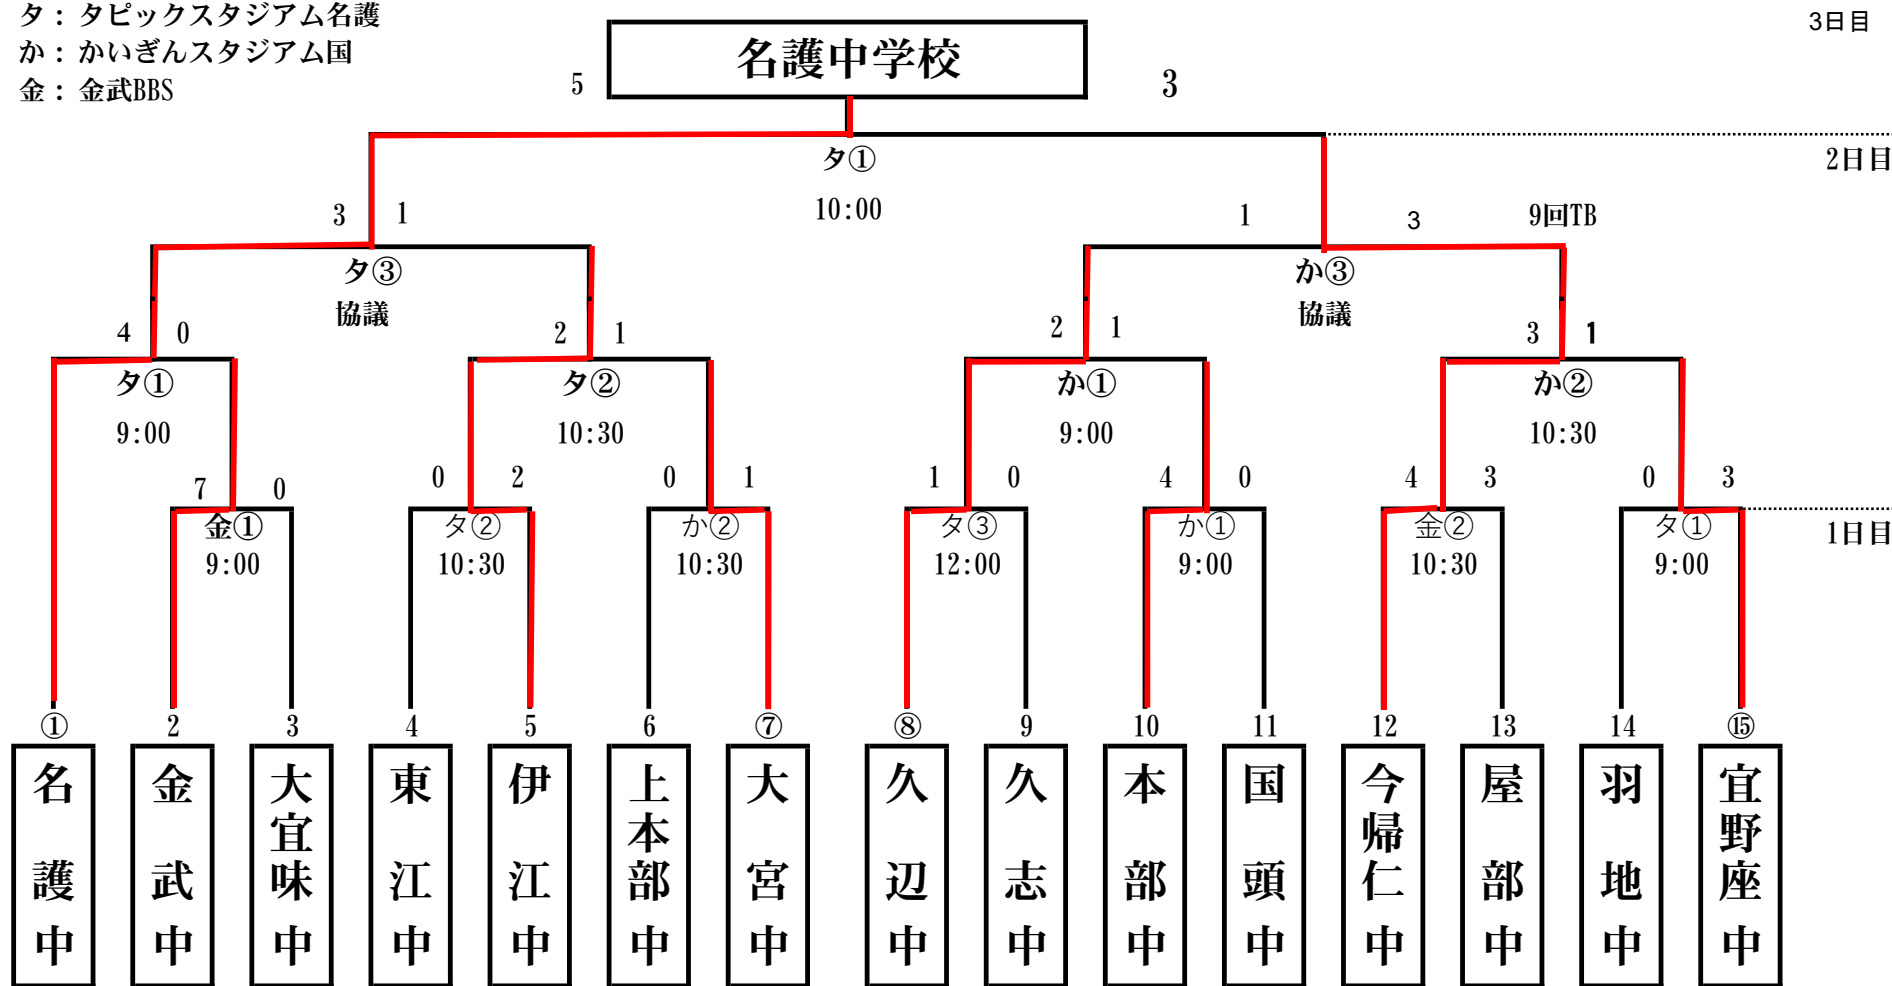 タ：タピックスタジアム名護
か：かいぎんスタジアム国
金：金武BBS
3日目
名護中学校
5
3
タ①
10:00
2日目
3 1
1 3 9回TB
タ③
協議
か③
協議
4 0
2 1
2 1
3 1
タ①
9:00
タ②
10:30
か①
9:00
か②
10:30
7 0
0 2
0 1
1 0
4 0
4 3
0 3
金①
9:00
タ②
10:30
か②
10:30
タ③
12:00
か①
9:00
金②
10:30
タ①
9:00
1日目
① 2 3 4 5 6 ⑦ ⑧ 9 10 11 12 13 14 ⑮
名護中
金武中
大宜味中
東江中
伊江中
上本部中
大宮中
久辺中
久志中
本部中
国頭中
今帰仁中
屋部中
羽地中
宜野座中